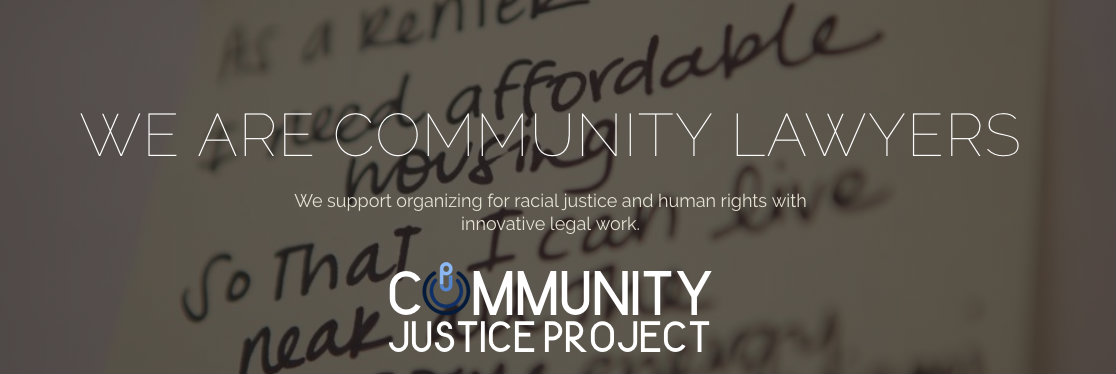 As a Renter
I need affordable
housing
So That I can live
near
WE ARE COMMUNITY LAWYERS
We support organizing for racial justice and human rights with
innovative legal work.
COMMUNITY
JUSTICE PROJECT